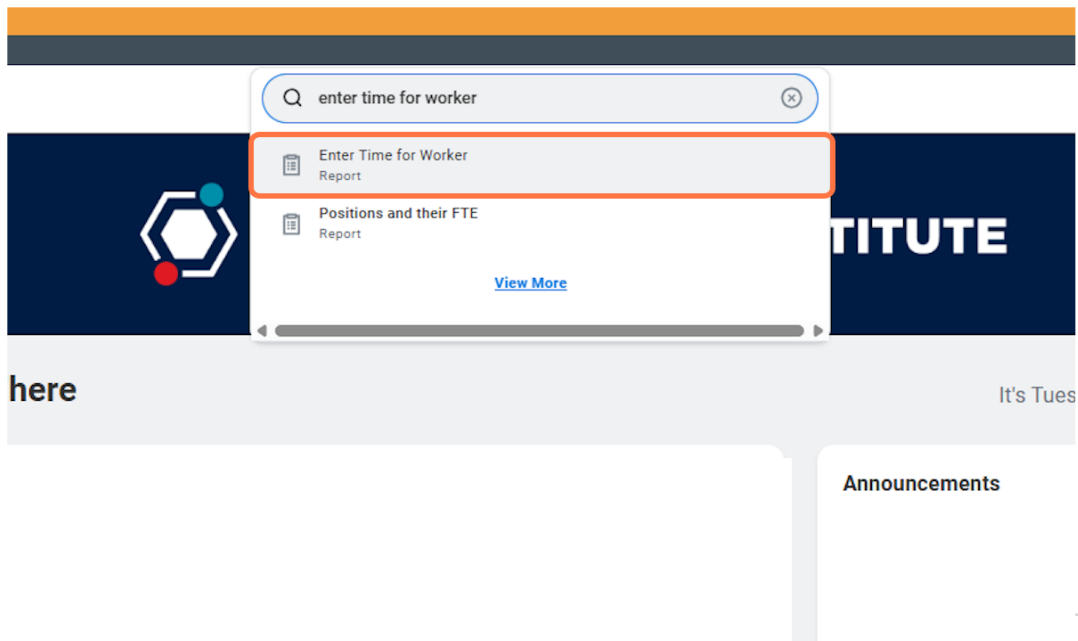 enter time for worker
Enter Time for Worker
Report
Positions and their FTE
Report
View More
TITUTE
here
It's Tues
Announcements